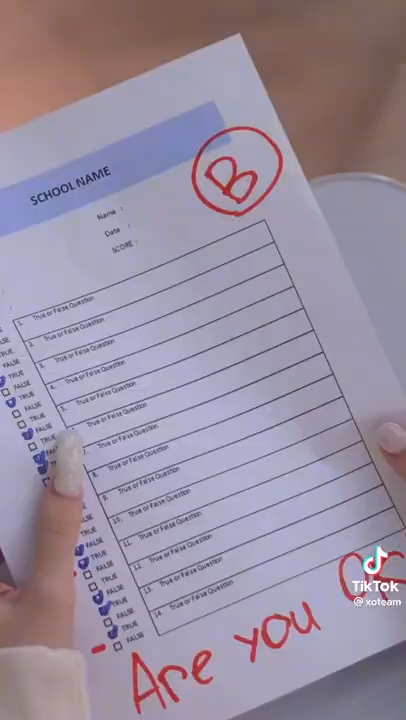 B
SCHOOL NAME
Name :
Date :
SCORE :
1. True or False Question
2. True or False Question
3. True or False Question
4. True or False Question
5. True or False Question
True or False Question
7. True or False Question
8. True or False Question
9. True or False Question
10. True or False Question
11. True or False Question
12. True or False Question
13. True or False Question
14. True or False Question
TRUE
FALSE
TRUE
FALSE
TRUE
FALSE
TRUE
FALSE
TRUE
FALSE
TRUE
FALSE
TRUE
FALSE
TRUE
FALSE
TRUE
FALSE
Are you
TikTok
@xoteam